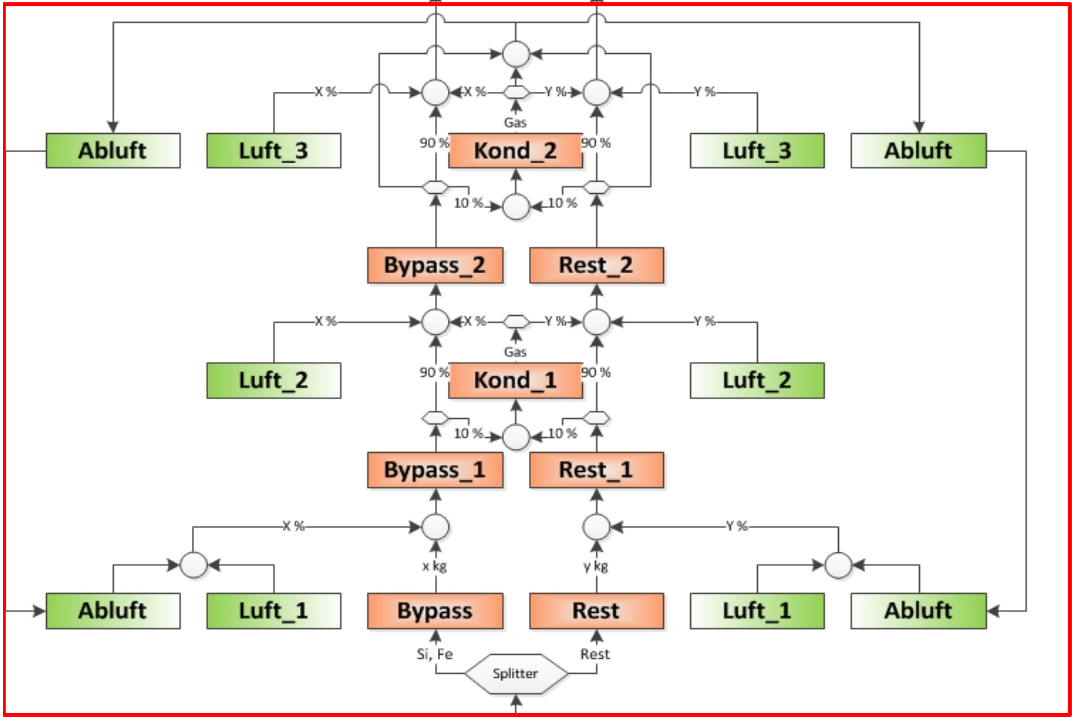 X %
X %
Y %
Y %
Gas
Abluft
Luft_3
90 %
Kond_2
90 %
Luft_3
Abluft
10 %
10 %
Bypass_2
Rest_2
X %
X %
Y %
Y %
Gas
Luft_2
90 %
Kond_1
90 %
Luft_2
10 %
10 %
Bypass_1
Rest_1
X %
Y %
x kg
y kg
Abluft
Luft_1
Bypass
Rest
Luft_1
Abluft
Si, Fe
Rest
Splitter